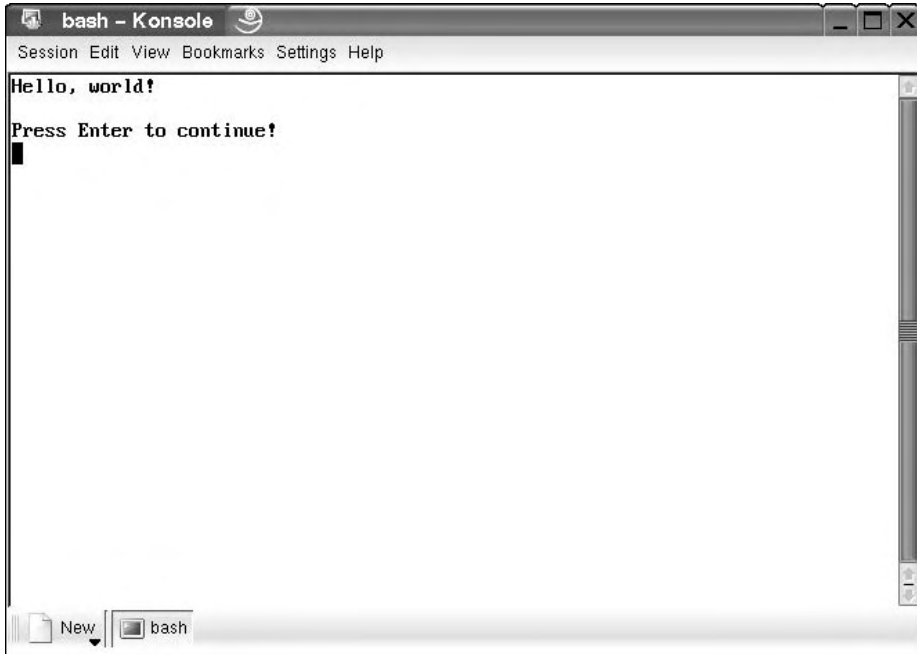 bash – Konsole
Session Edit View Bookmarks Settings Help
Hello, world!
Press Enter to continue!
New bash